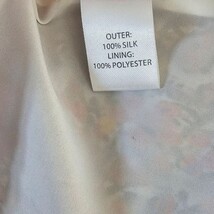 OUTER:
100% SILK
LINING:
100% POLYESTER